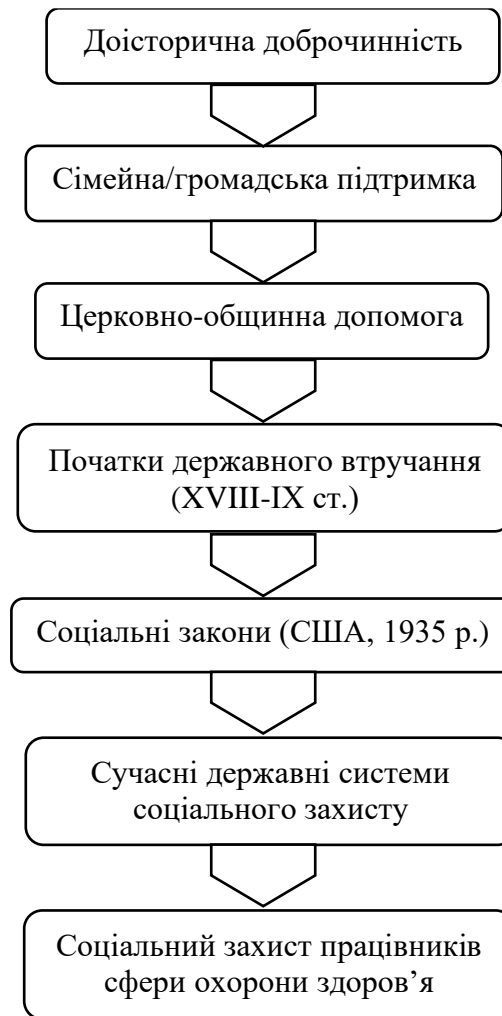 Доісторична доброчинність
Сімейна/громадська підтримка
Церковно-общинна допомога
Початки державного втручання
(XVIII-IX ст.)
Соціальні закони (США, 1935 р.)
Сучасні державні системи
соціального захисту
Соціальний захист працівників
сфери охорони здоров’я